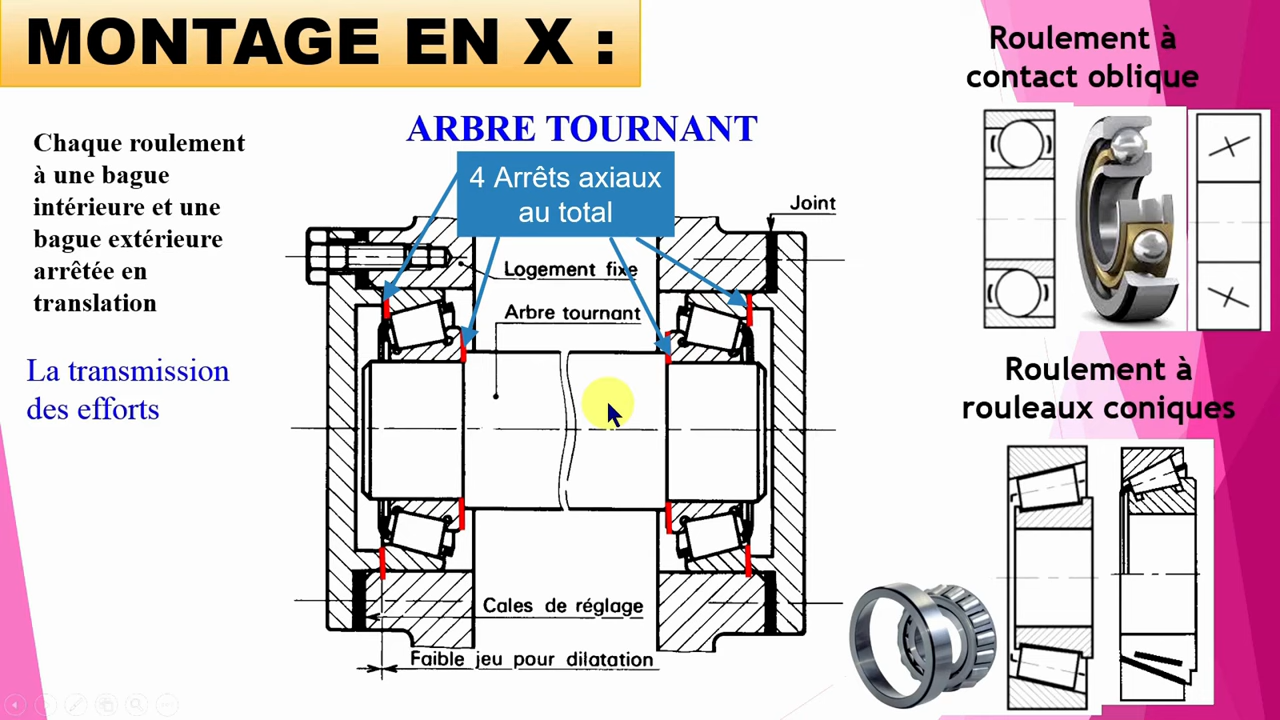 MONTAGE EN X :
Roulement à
contact oblique
Chaque roulement
à une bague
intérieure et une
bague extérieure
arrêtée en
translation
La transmission
des efforts
ARBRE TOURNANT
4 Arrêts axiaux
au total
Joint
Logement fixe
Arbre tournant
Cales de réglage
Faible jeu pour dilatation
Roulement à
rouleaux coniques